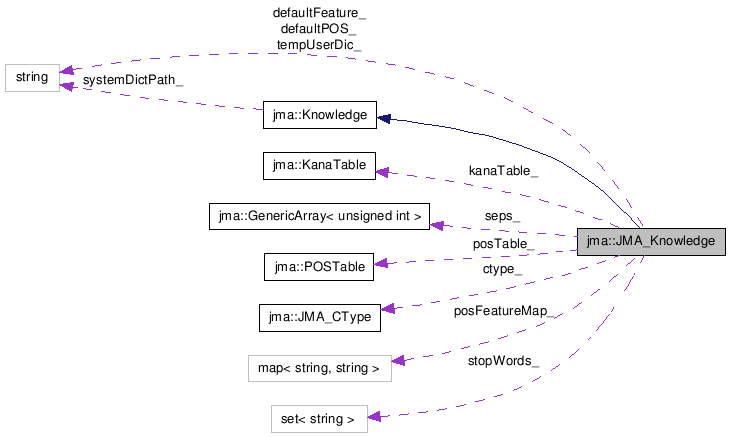 defaultFeature_
defaultPOS_
tempUserDic_
string
systemDictPath_
jma::Knowledge
jma::KanaTable
kanaTable_
jma::GenericArray< unsigned int >
seps_
jma::JMA_Knowledge
posTable_
jma::POSTable
ctype_
jma::JMA_CType
posFeatureMap_
map< string, string >
stopWords_
set< string >